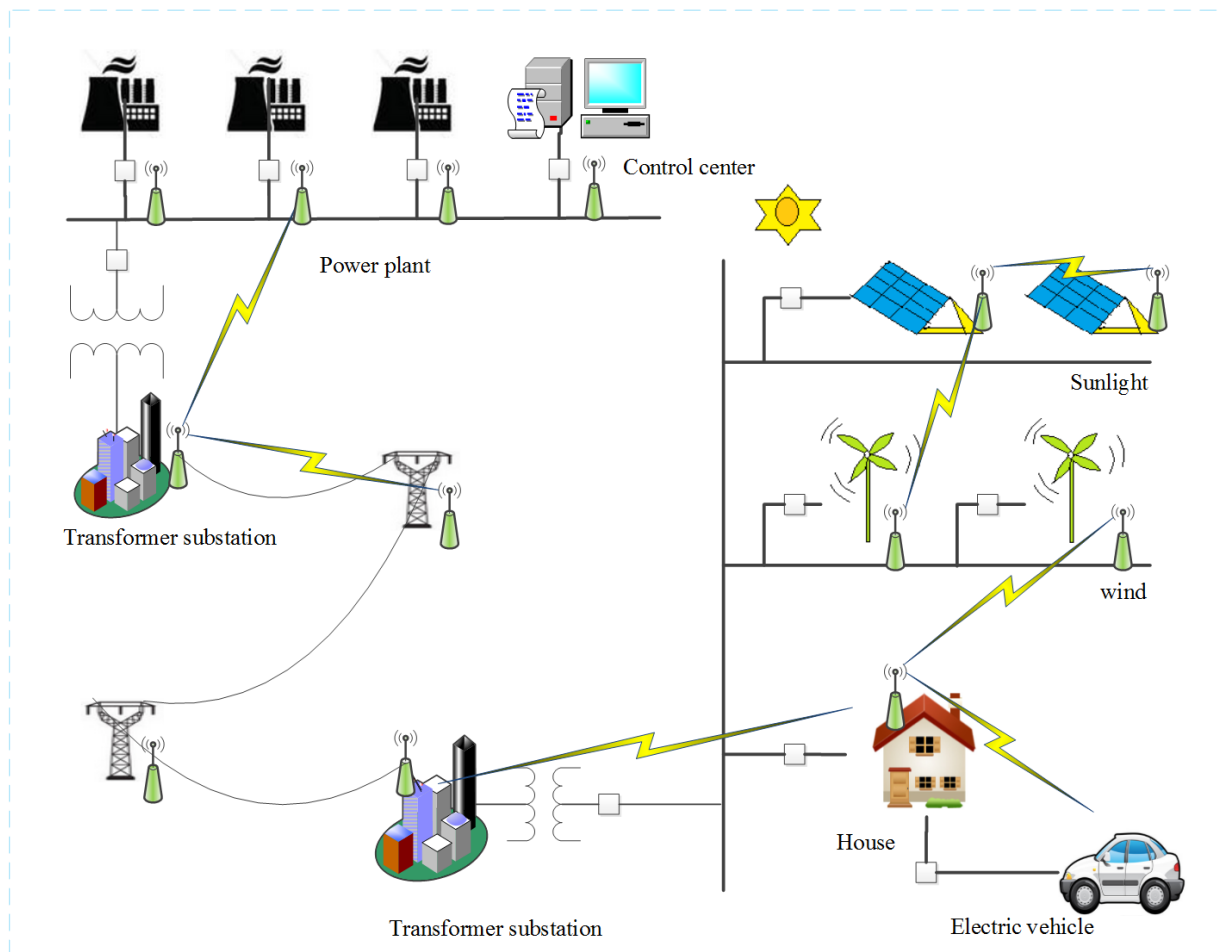 Control center
Power plant
Sunlight
Transformer substation
wind
House
Transformer substation
Electric vehicle